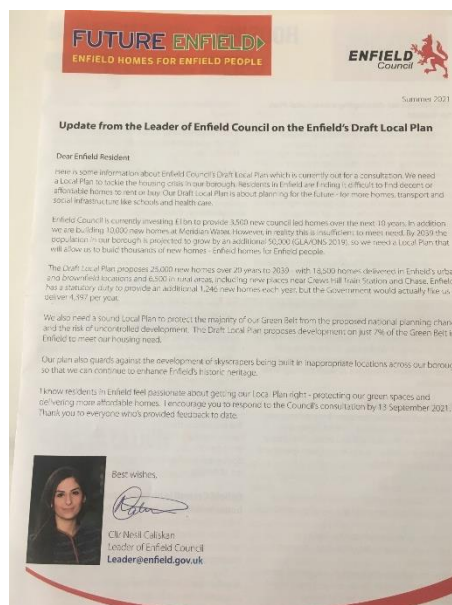 FUTURE ENFIELD
ENFIELD HOMES FOR ENFIELD PEOPLE
ENFIELD
Council
Summer 2021
Update from the Leader of Enfield Council on the Enfield's Draft Local Plan
Dear Enfield Resident
Here is some information about Enfield Council's Draft Local Plan which is currently out for a consultation. We need
a Local Plan to tackle the housing crisis in our borough. Residents in Enfield are finding is difficult to find decent or
affordable homes to rent or buy. Our Draft Local Plan is about planning for the future - for more homes, transport and
social infrastructure like schools and health care.
Enfield Council is currently investing £1bn to provide 3,500 new council led homes over the next 10 years. In addition
we are building 10,000 new homes at Meridian Water. However, in reality this is insufficient to meet need. By 2039 the
population in our borough is projected to grow by an additional 50,000 (GLA/ONS 2019), so we need a Local Plan that
will allow us to build thousands of new homes - Enfield homes for Enfield people.
The Draft Local Plan proposes 25,000 new homes over 20 years to 2039 - with 18,500 homes delivered in Enfield's urba
and brownfield locations and 6,500 in rural areas, including new places near Crews Hill Train Station and Chase. Enfield
has a statutory duty to provide an additional 1,246 new homes each year, but the Government would actually like us
deliver 4,397 per year.
We also need a sound Local Plan to protect the majority of our Green Belt from the proposed national planning chan
and the risk of uncontrolled development. The Draft Local Plan proposes development on just 7% of the Green Belt i
Enfield to meet our housing need.
Our plan also guards against the development of skyscrapers being built in inappropriate locations across our boroug
so that we can continue to enhance Enfield's historic heritage.
I know residents in Enfield feel passionate about getting our Local Plan right - protecting our green spaces and
delivering more affordable homes. I encourage you to respond to the Council's consultation by 13 September 2021.
Thank you to everyone who's provided feedback to date.
Best wishes,
Cllr Nesil Caliskan
Leader of Enfield Council
Leader@enfield.gov.uk